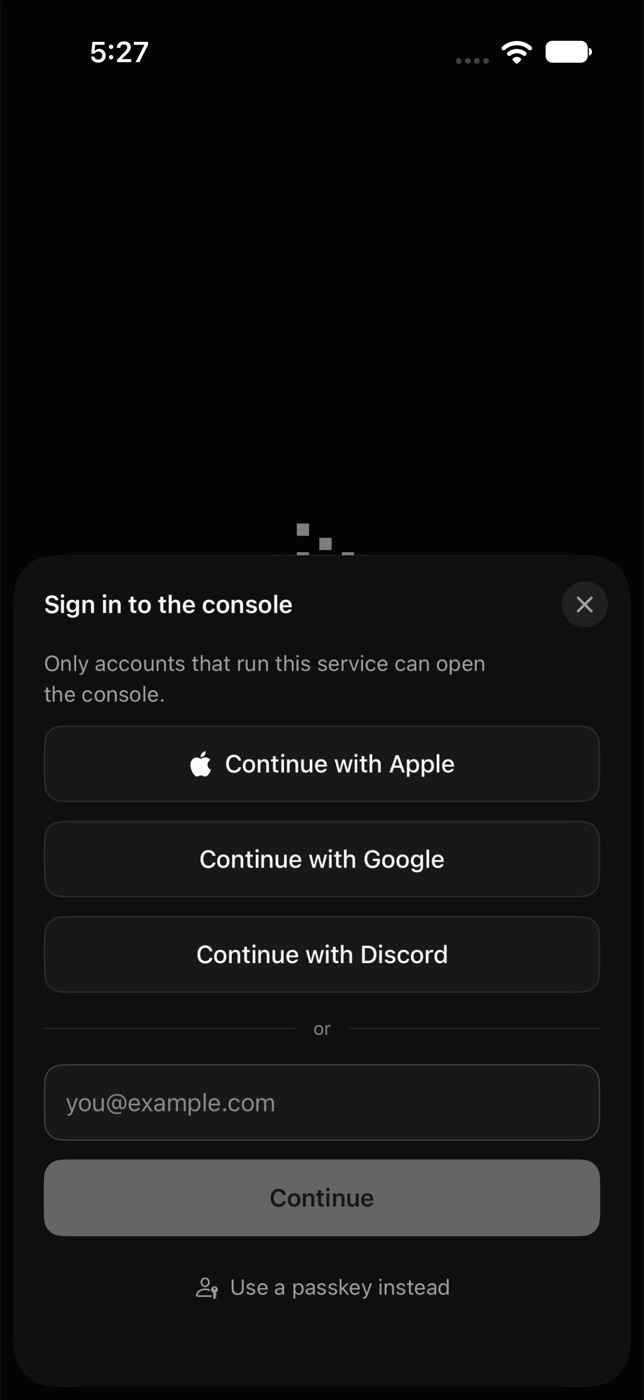 5:27
Sign in to the console
Only accounts that run this service can open
the console.
Continue with Apple
Continue with Google
Continue with Discord
or
you@example.com
Continue
Use a passkey instead